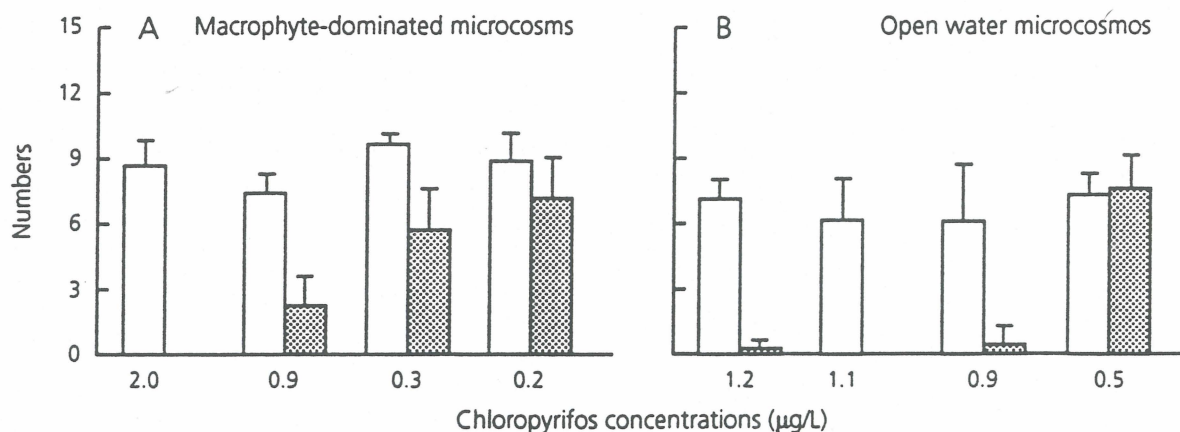 15
A Macrophyte-dominated microcosms
B Open water microcosmos
12
9
6
3
0
Numbers
2.0 0.9 0.3 0.2
1.2 1.1 0.9 0.5
Chloropyrifos concentrations (µg/L)